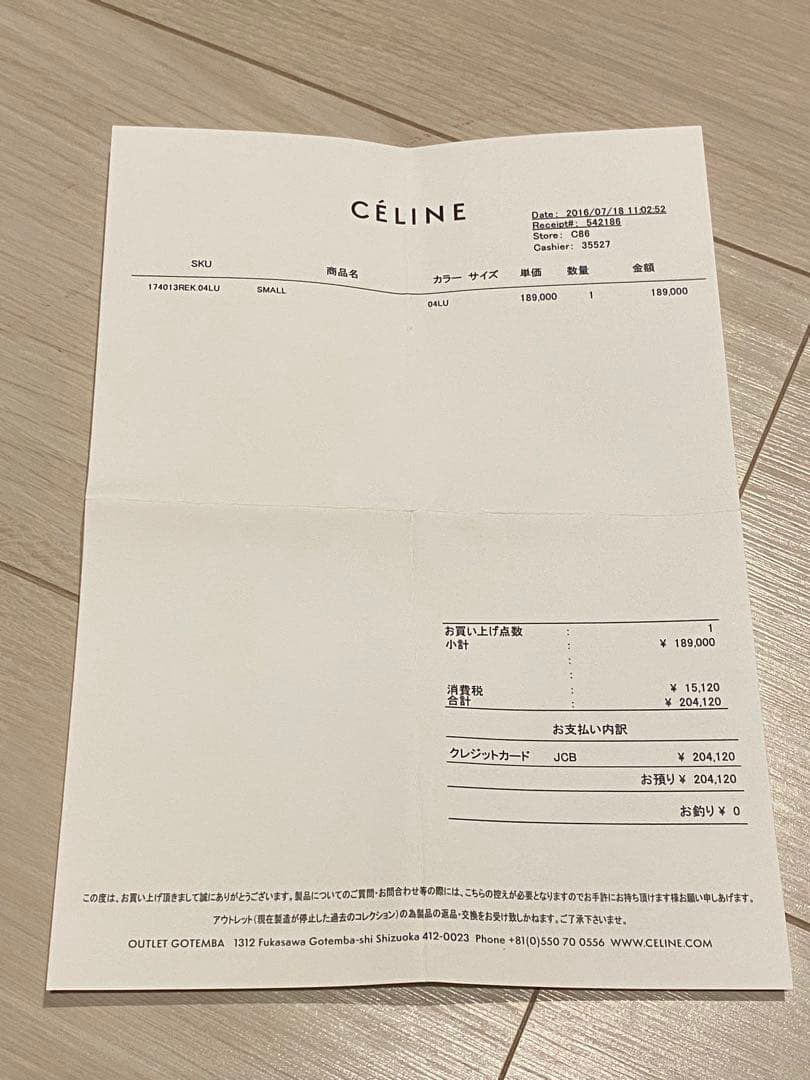 CÉLINE
Date: 2016/07/18 11:02:52
Receipt#: 542186
Store: C86
Cashier: 35527
SKU 商品名 カラー サイズ 単価 数量 金額
174013REK.04LU SMALL 04LU 189,000 1 189,000
お買い上げ点数 : 1
小計 : ¥ 189,000
:
:
消費税 : ¥ 15,120
合計 : ¥ 204,120
お支払い内訳
クレジットカード JCB ¥ 204,120
お預り ¥ 204,120
お釣り ¥ 0
この度は、お買い上げ頂きまして誠にありがとうございます。製品についてのご質問・お問合わせ等の際には、こちらの控えが必要となりますのでお手許にお持ち頂けます様お願い申しあげます。
アウトレット(現在製造が停止した過去のコレクション)の為製品の返品・交換をお受け致しかねます。ご了承下さいませ。
OUTLET GOTEMBA 1312 Fukasawa Gotemba-shi Shizuoka 412-0023 Phone +81(0)550 70 0556 WWW.CELINE.COM